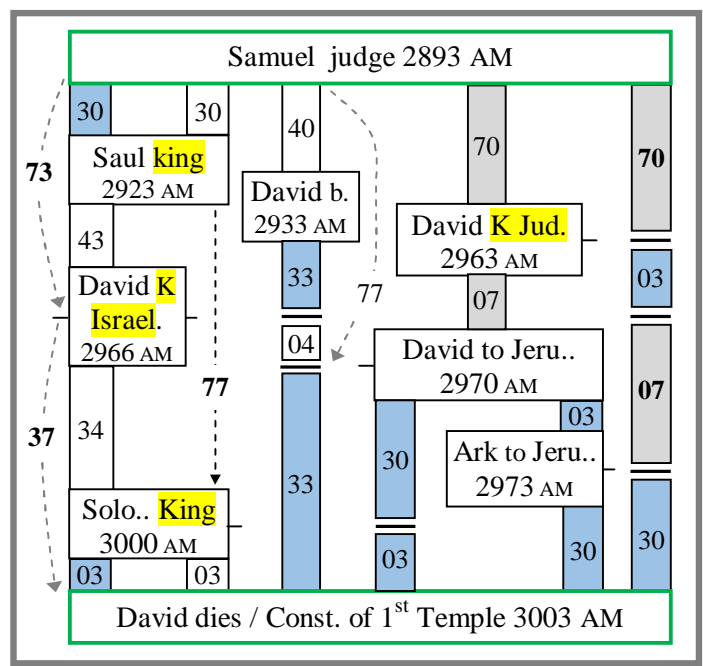 Samuel judge 2893 AM
30
30
40
70
70
Saul king
2923 AM
73
David b.
2933 AM
David K Jud.
2963 AM
43
33
77
03
David K
Israel.
2966 AM
07
04
David to Jeru..
2970 AM
07
77
37
34
33
30
03
Ark to Jeru..
2973 AM
Solo.. King
3000 AM
03
03
03
30
30
David dies / Const. of 1st Temple 3003 AM